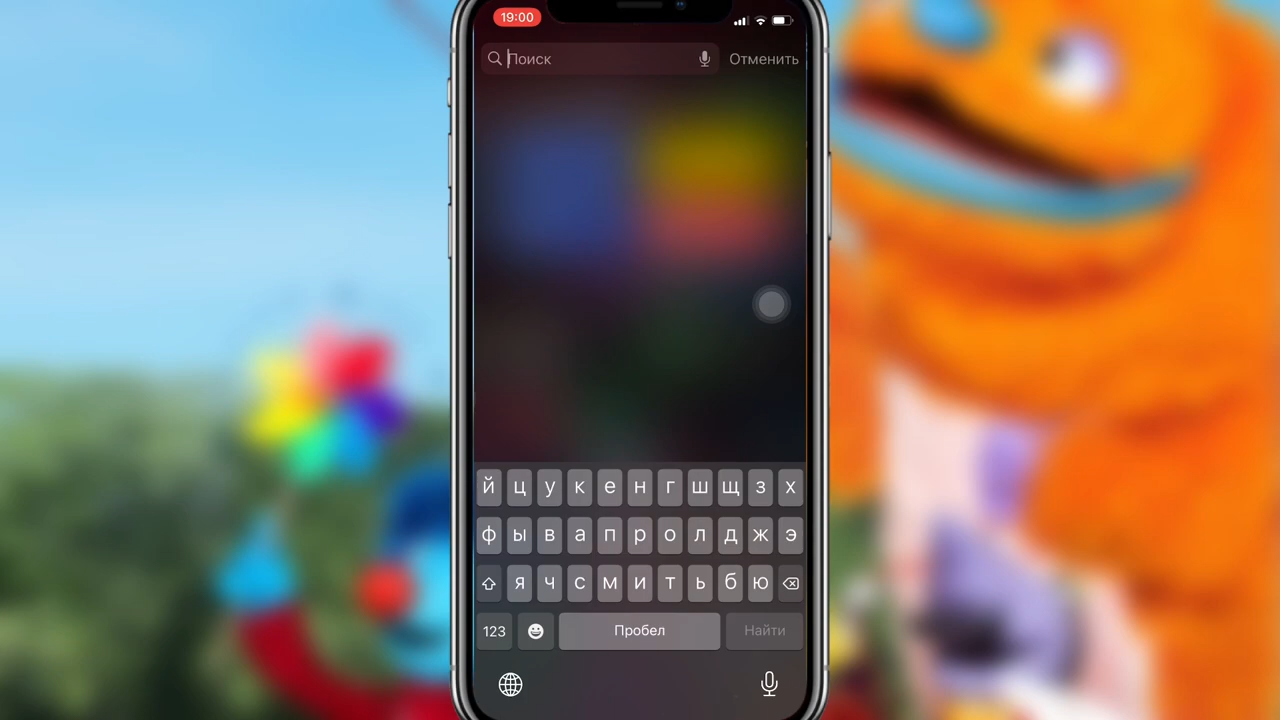 19:00
Поиск
Отменить
й ц у к е н г ш щ з х
ф ы в а п р о л д ж э
я ч с м и т ь б ю
123
Пробел
Найти